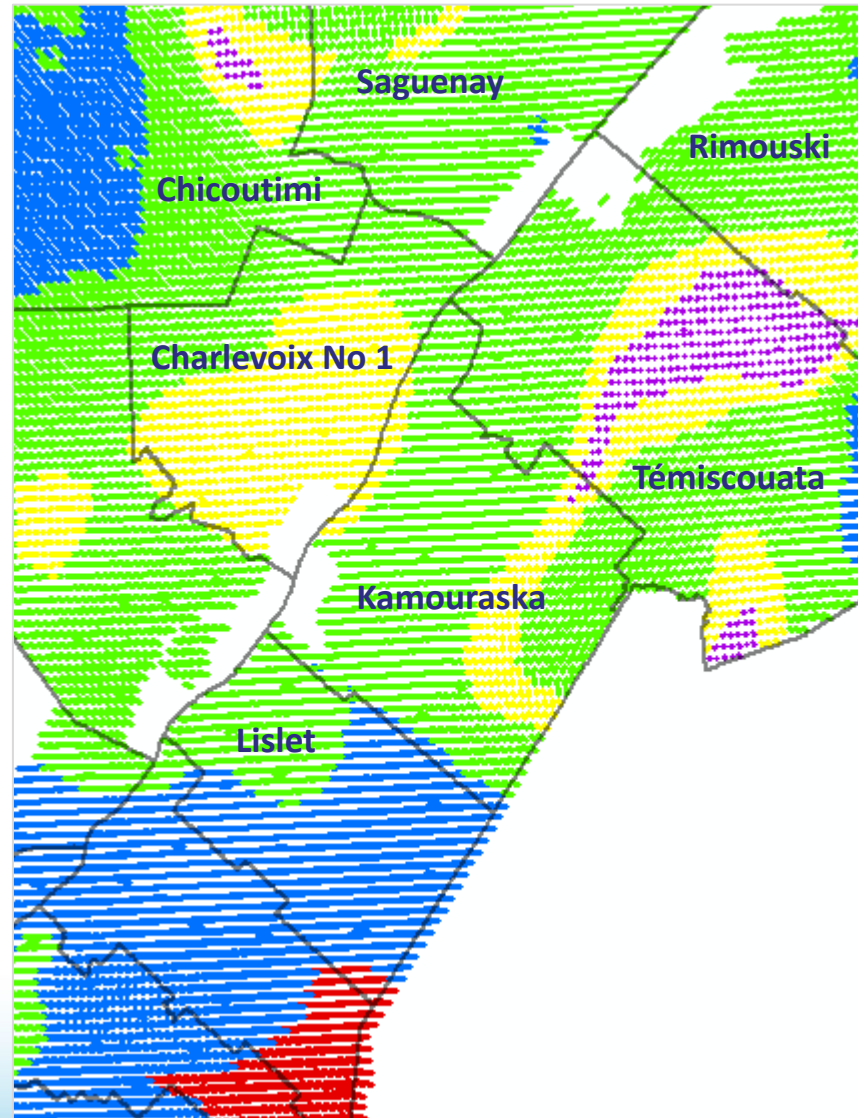 Saguenay
Rimouski
Chicoutimi
Charlevoix No 1
Témiscouata
Kamouraska
Lislet